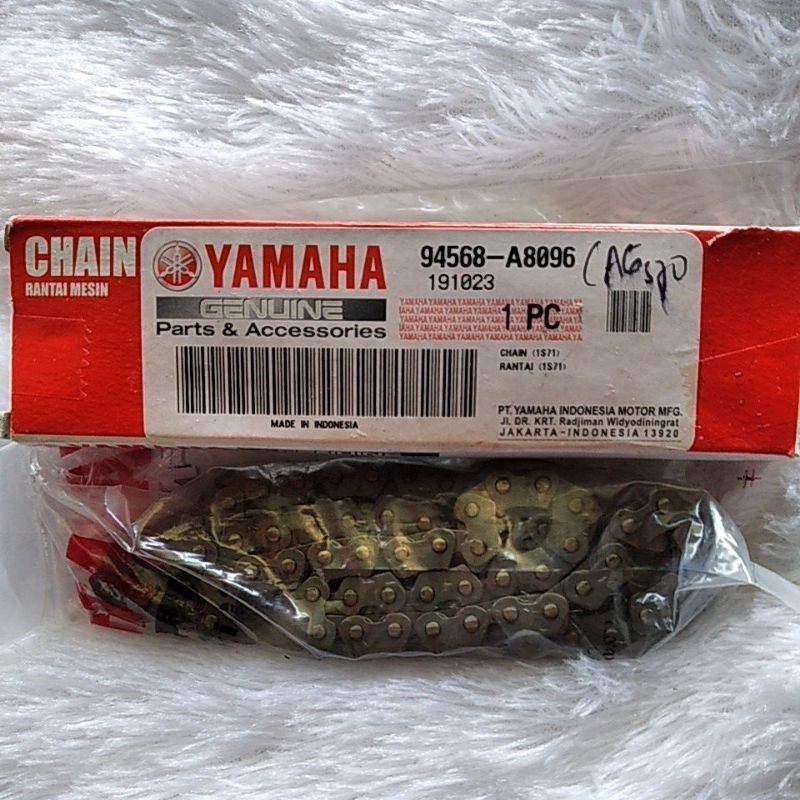 CHAIN
RANTAI MESIN
YAMAHA
GENUINE
Parts & Accessories
94568-A8096
191023
1 PC
CHAIN (1S71)
RANTAI (1S71)
MADE IN INDONESIA
PT. YAMAHA INDONESIA MOTOR MFG.
Jl. DR. KRT. Radjiman Widyodiningrat
JAKARTA - INDONESIA 13920